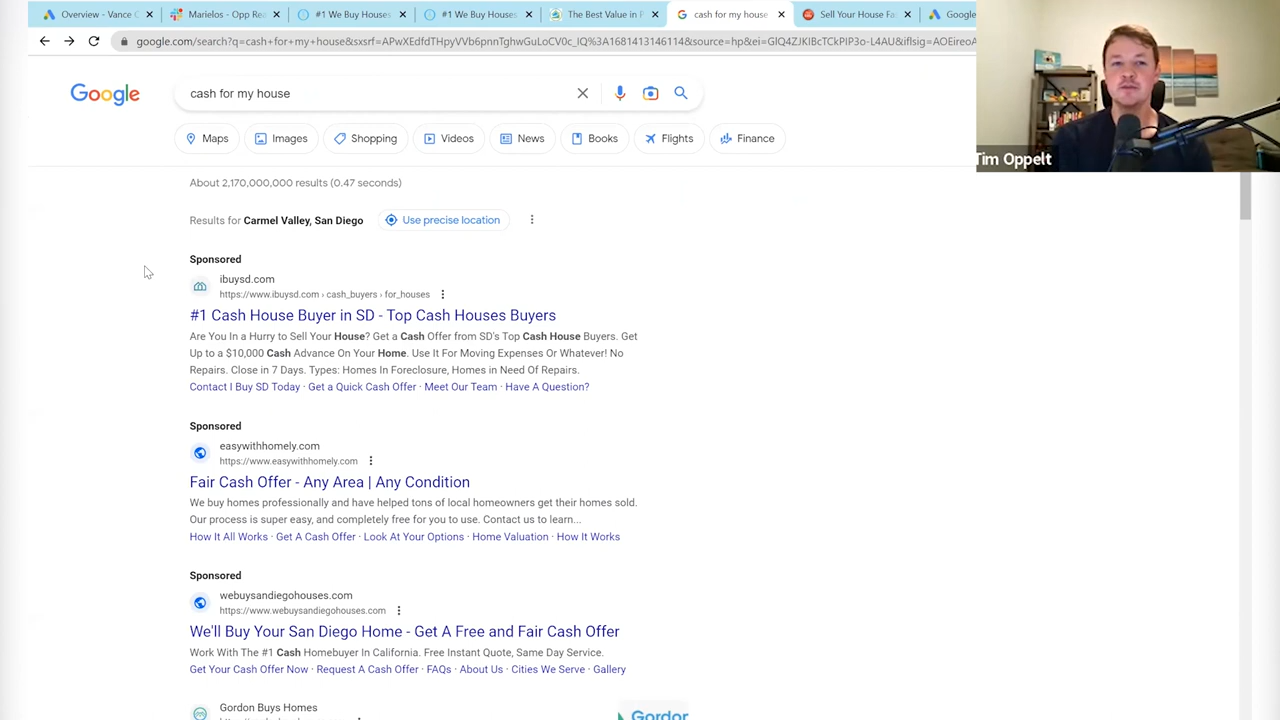 Overview - Vance C
Marielos - Opp Rea
#1 We Buy Houses
#1 We Buy Houses
The Best Value in F
cash for my house
Sell Your House Fa
Google
google.com/search?q=cash+for+my+house&sxsrf=
Tim Oppelt
Google
cash for my house
Maps
Images
Shopping
Videos
News
Books
Flights
Finance
About 2,170,000,000 results (0.47 seconds)
Results for Carmel Valley, San Diego
Use precise location
Sponsored
ibuysd.com
https://www.ibuysd.com › cash_buyers › for_houses
#1 Cash House Buyer in SD - Top Cash Houses Buyers
Are You In a Hurry to Sell Your House? Get a Cash Offer from SD's Top Cash House Buyers. Get
Up to a $10,000 Cash Advance On Your Home. Use It For Moving Expenses Or Whatever! No
Repairs. Close in 7 Days. Types: Homes In Foreclosure, Homes in Need Of Repairs.
Contact I Buy SD Today · Get a Quick Cash Offer · Meet Our Team · Have A Question?
Sponsored
easywithhomely.com
https://www.easywithhomely.com
Fair Cash Offer - Any Area | Any Condition
We buy homes professionally and have helped tons of local homeowners get their homes sold.
Our process is super easy, and completely free for you to use. Contact us to learn...
How It All Works · Get A Cash Offer · Look At Your Options · Home Valuation · How It Works
Sponsored
webuysandiegohouses.com
https://www.webuysandiegohouses.com
We'll Buy Your San Diego Home - Get A Free and Fair Cash Offer
Work With The #1 Cash Homebuyer In California. Free Instant Quote, Same Day Service.
Get Your Cash Offer Now · Request A Cash Offer · FAQs · About Us · Cities We Serve · Gallery
Gordon Buys Homes
Gordor